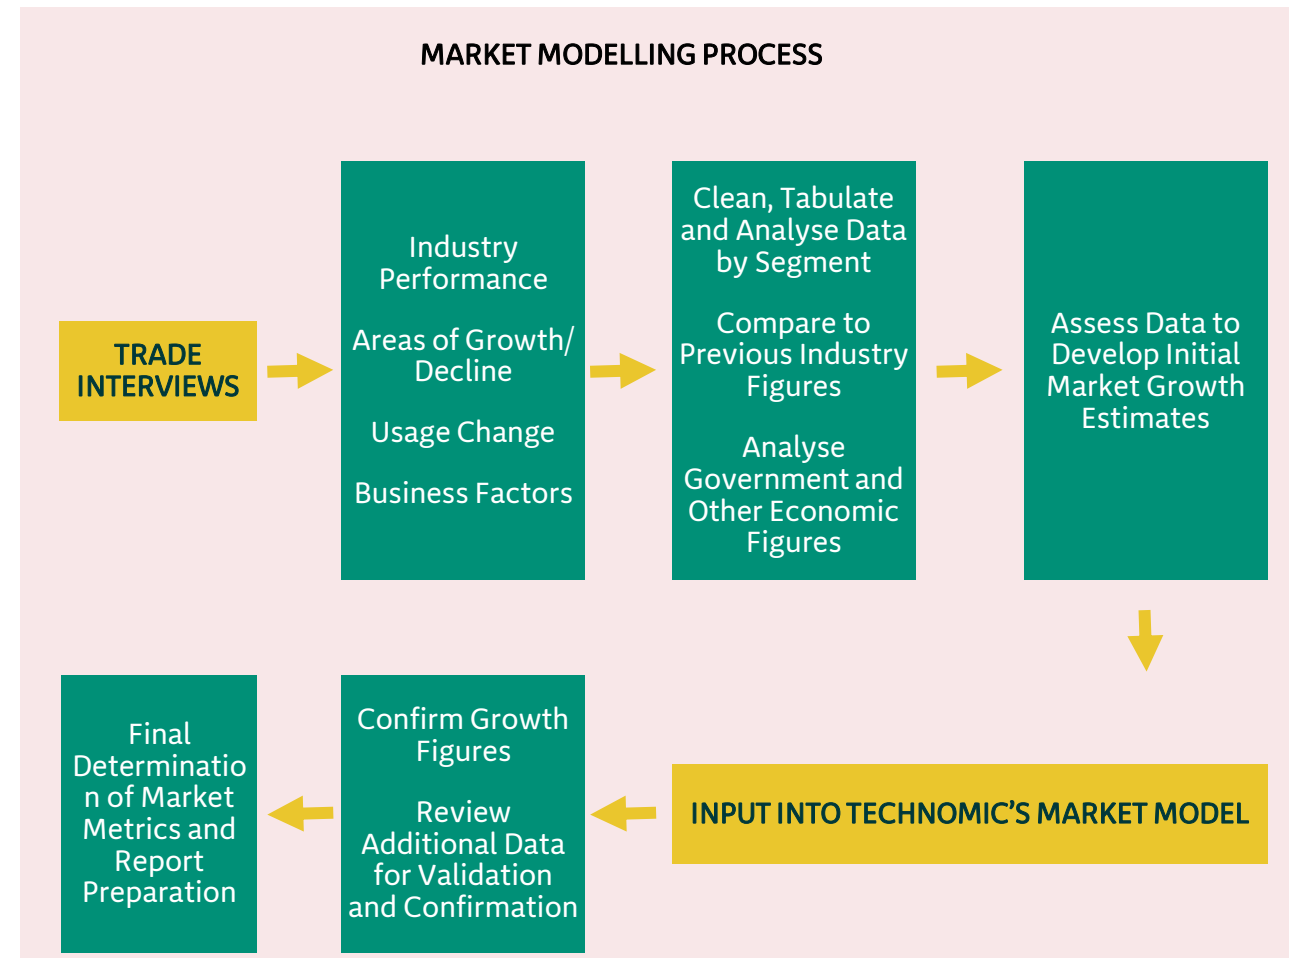 MARKET MODELLING PROCESS
TRADE
INTERVIEWS
Industry
Performance
Areas of Growth/
Decline
Usage Change
Business Factors
Clean, Tabulate
and Analyse Data
by Segment
Compare to
Previous Industry
Figures
Analyse
Government and
Other Economic
Figures
Assess Data to
Develop Initial
Market Growth
Estimates
INPUT INTO TECHNOMIC’S MARKET MODEL
Confirm Growth
Figures
Review
Additional Data
for Validation
and Confirmation
Final
Determinatio
n of Market
Metrics and
Report
Preparation